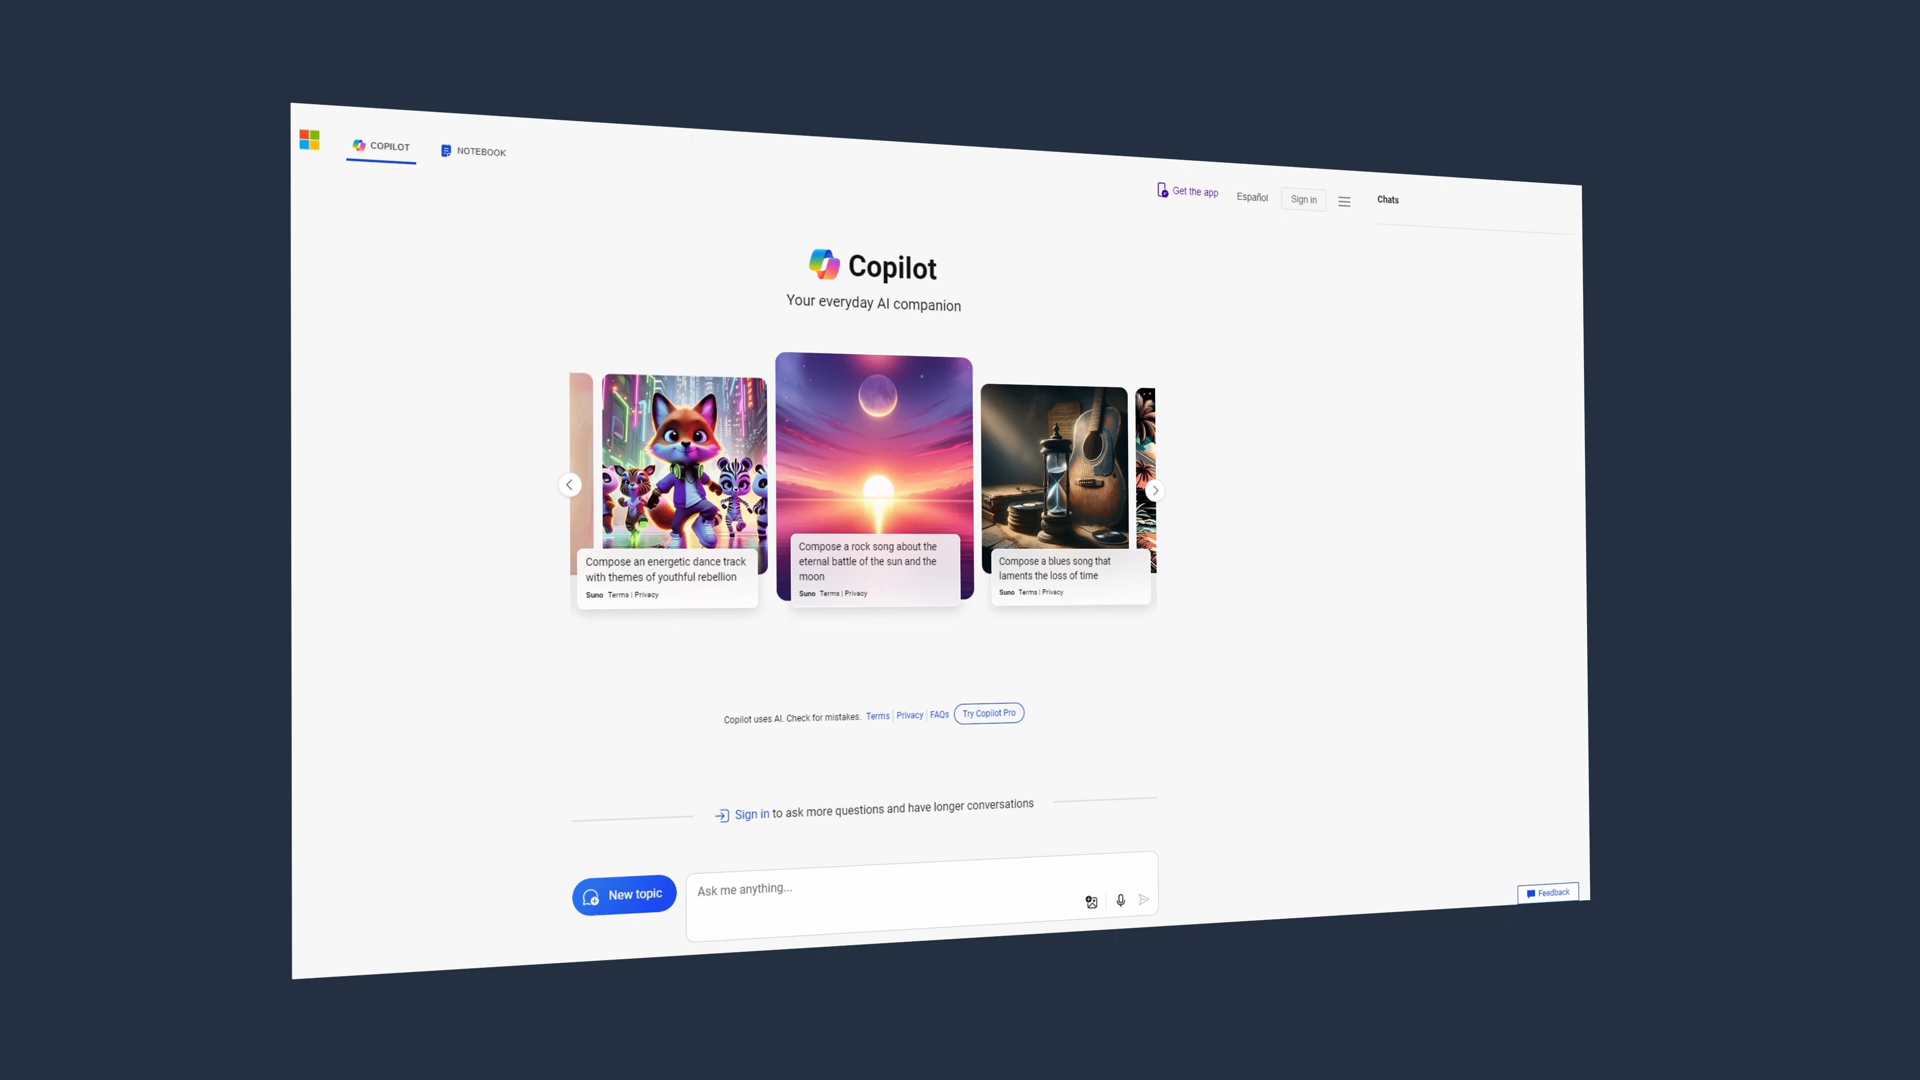 COPILOT
NOTEBOOK
Get the app
Español
Sign in
Chats
Copilot
Your everyday AI companion
Compose an energetic dance track
with themes of youthful rebellion
Suno Terms | Privacy
Compose a rock song about the
eternal battle of the sun and the
moon
Suno Terms | Privacy
Compose a blues song that
laments the loss of time
Suno Terms | Privacy
Copilot uses AI. Check for mistakes. Terms | Privacy | FAQs Try Copilot Pro
Sign in to ask more questions and have longer conversations
New topic
Ask me anything...
Feedback